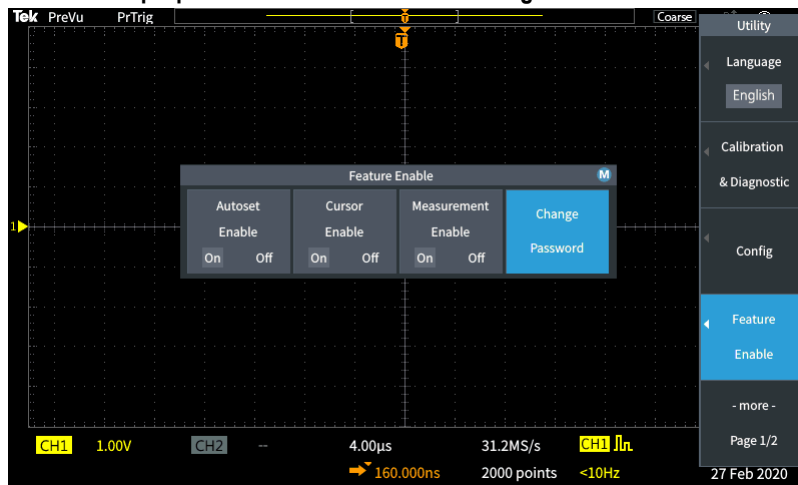 Tek PreVu PrTrig Coarse
Utility
Language
English
Calibration
& Diagnostic
Config
Feature
Enable
- more -
Page 1/2
T
T
1
Feature Enable M
Autoset
Enable
On Off
Cursor
Enable
On Off
Measurement
Enable
On Off
Change
Password
CH1 1.00V CH2 -- 4.00µs 31.2MS/s CH1
160.000ns 2000 points <10Hz 27 Feb 2020